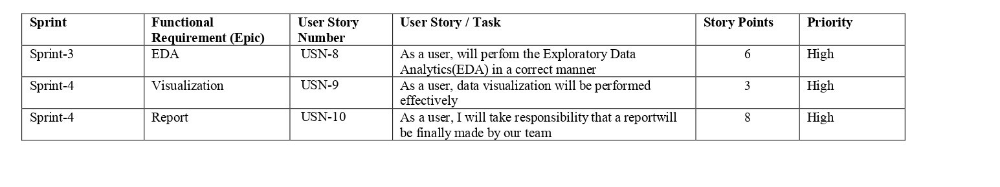 Sprint Functional User Story User Story / Task Story Points Priority
Requirement (Epic) Number
Sprint-3 EDA USN-8 As a user, will perfom the Exploratory Data 6 High
Analytics(EDA) in a correct manner
Sprint-4 Visualization USN-9 As a user, data visualization will be performed 3 High
effectively
Sprint-4 Report USN-10 As a user, I will take responsibility that a reportwill 8 High
be finally made by our team